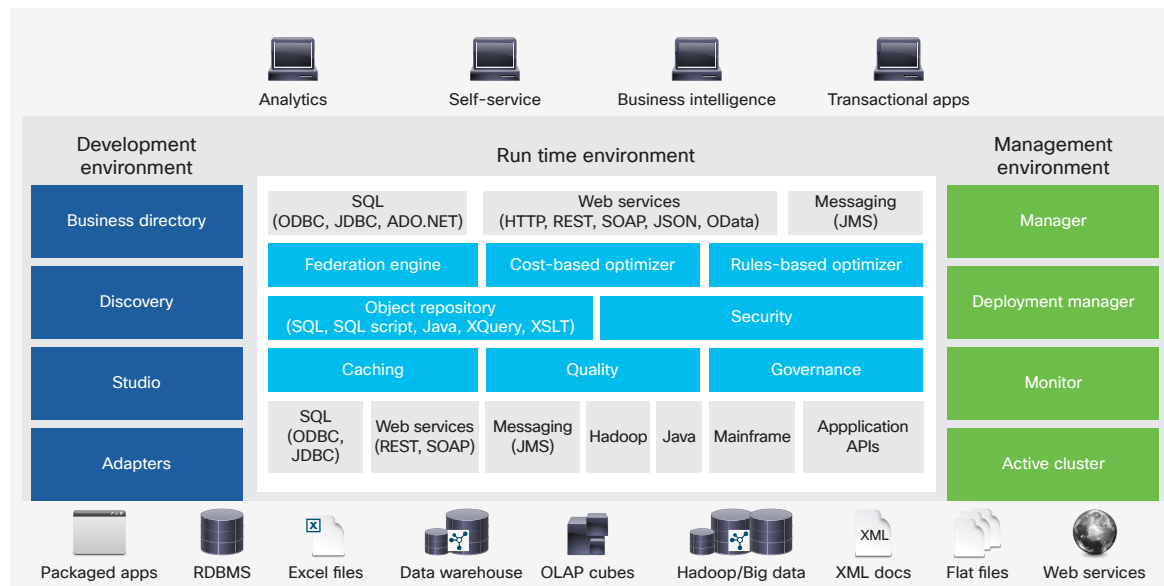 Analytics
Self-service
Business intelligence
Transactional apps
Development
environment
Run time environment
Management
environment
Business directory
Discovery
Studio
Adapters
SQL
(ODBC, JDBC, ADO.NET)
Web services
(HTTP, REST, SOAP, JSON, OData)
Messaging
(JMS)
Federation engine
Cost-based optimizer
Rules-based optimizer
Object repository
(SQL, SQL script, Java, XQuery, XSLT)
Security
Caching
Quality
Governance
SQL
(ODBC,
JDBC)
Web services
(REST, SOAP)
Messaging
(JMS)
Hadoop
Java
Mainframe
Appplication
APIs
Manager
Deployment manager
Monitor
Active cluster
Packaged apps
RDBMS
X
Excel files
Data warehouse
OLAP cubes
Hadoop/Big data
XML
XML docs
Flat files
Web services